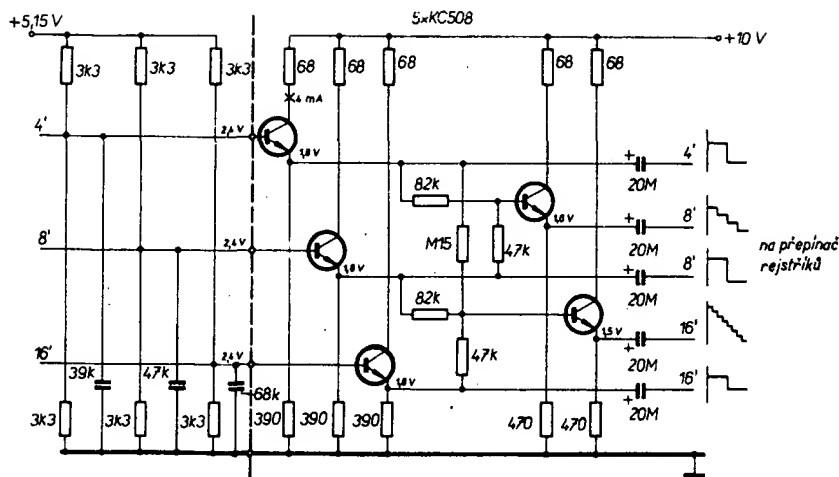 +5,15 V
5xKC508
+10 V
3k3
3k3
3k3
68
68
68
68
68
4 mA
4'
2,4 V
1,8 V
4'
20M
82k
1,8 V
8'
20M
8'
2,4 V
1,8 V
M15
47k
8'
20M
na přepínač
rejstříků
82k
1,5 V
16'
20M
16'
2,4 V
1,8 V
47k
16'
20M
39k
47k
68k
3k3
3k3
3k3
390
390
390
470
470